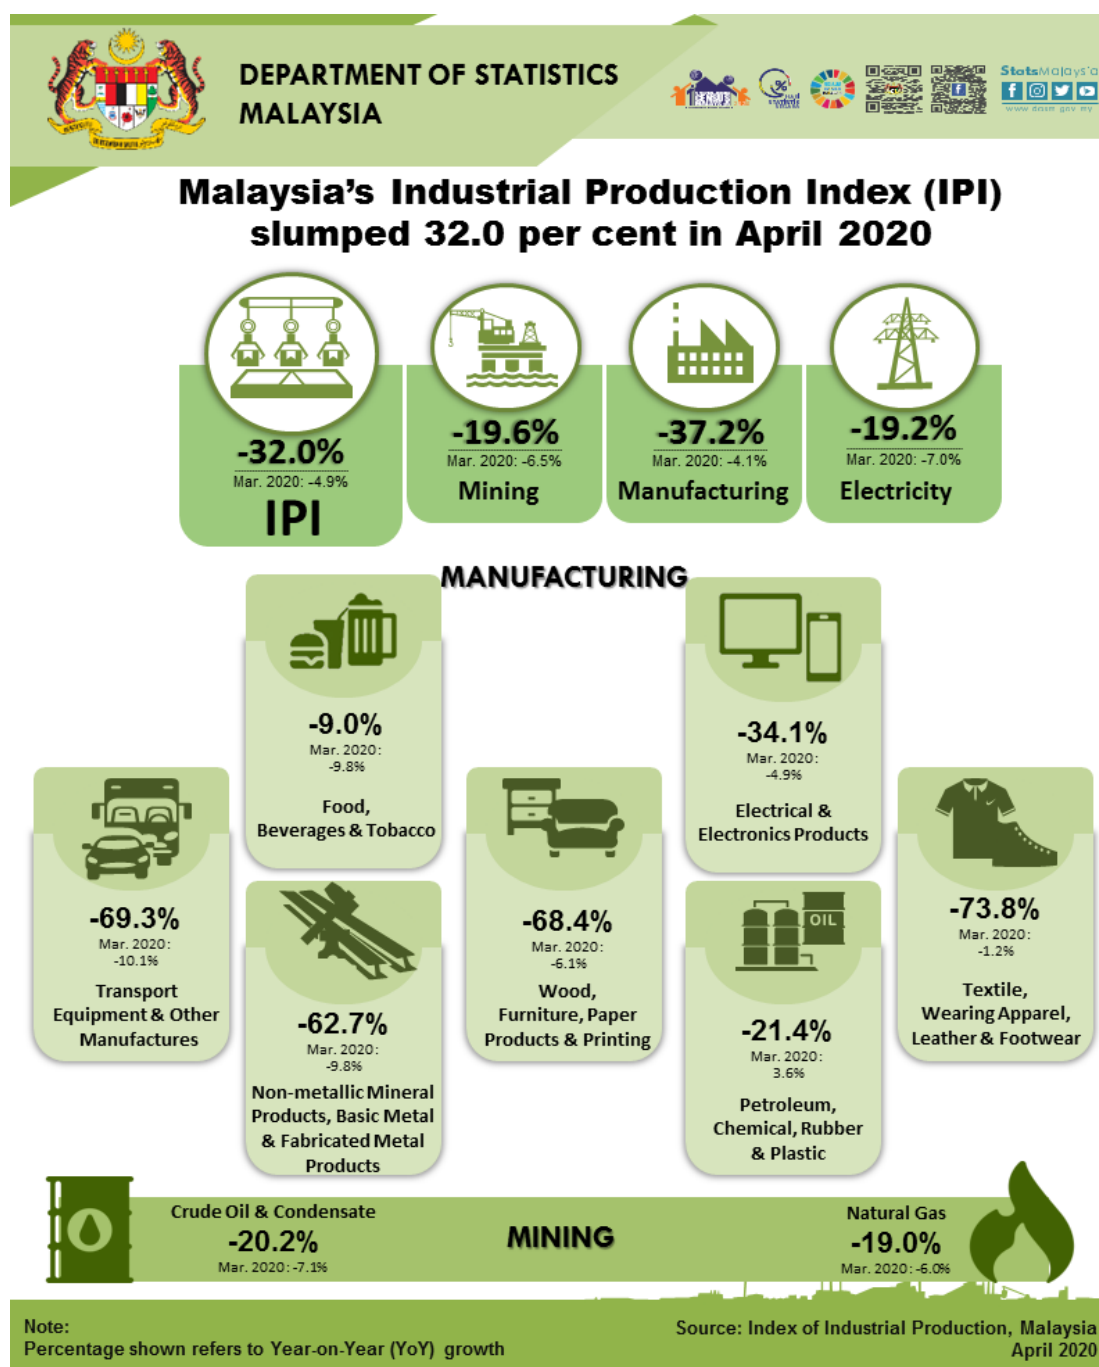 DEPARTMENT OF STATISTICS
MALAYSIA
StatsMalaysia
www.dosm.gov.my
Malaysia's Industrial Production Index (IPI)
slumped 32.0 per cent in April 2020
-32.0%
Mar. 2020: -4.9%
IPI
-19.6%
Mar. 2020: -6.5%
Mining
-37.2%
Mar. 2020: -4.1%
Manufacturing
-19.2%
Mar. 2020: -7.0%
Electricity
MANUFACTURING
-69.3%
Mar. 2020:
-10.1%
Transport
Equipment & Other
Manufactures
-9.0%
Mar. 2020:
-9.8%
Food,
Beverages & Tobacco
-62.7%
Mar. 2020:
-9.8%
Non-metallic Mineral
Products, Basic Metal
& Fabricated Metal
Products
-68.4%
Mar. 2020:
-6.1%
Wood,
Furniture, Paper
Products & Printing
-34.1%
Mar. 2020:
-4.9%
Electrical &
Electronics Products
OIL
-21.4%
Mar. 2020:
3.6%
Petroleum,
Chemical, Rubber
& Plastic
-73.8%
Mar. 2020:
-1.2%
Textile,
Wearing Apparel,
Leather & Footwear
Crude Oil & Condensate
-20.2%
Mar. 2020: -7.1%
MINING
Natural Gas
-19.0%
Mar. 2020: -6.0%
Note:
Percentage shown refers to Year-on-Year (YoY) growth
Source: Index of Industrial Production, Malaysia
April 2020